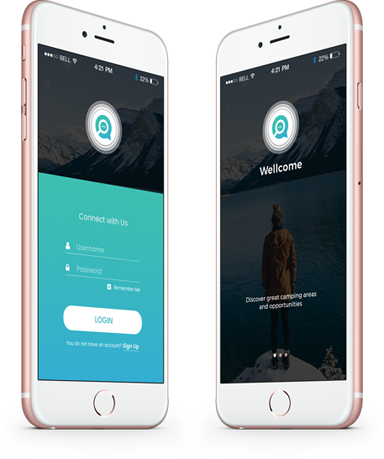 BELL
4:21 PM
22%
Connect with Us
Username
Password
Remember Me
LOGIN
You do not have an account? Sign Up
BELL
4:21 PM
22%
Wellcome
Discover great camping areas
and opportunities